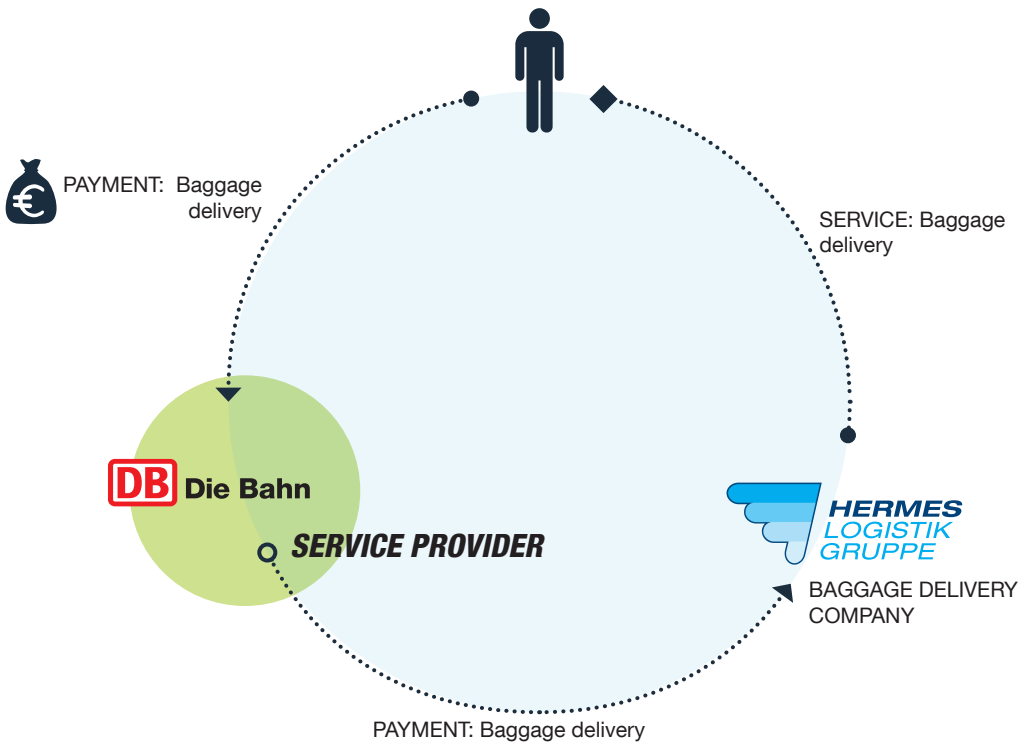 €
PAYMENT: Baggage
delivery
SERVICE: Baggage
delivery
DB Die Bahn
SERVICE PROVIDER
HERMES
LOGISTIK
GRUPPE
BAGGAGE DELIVERY
COMPANY
PAYMENT: Baggage delivery